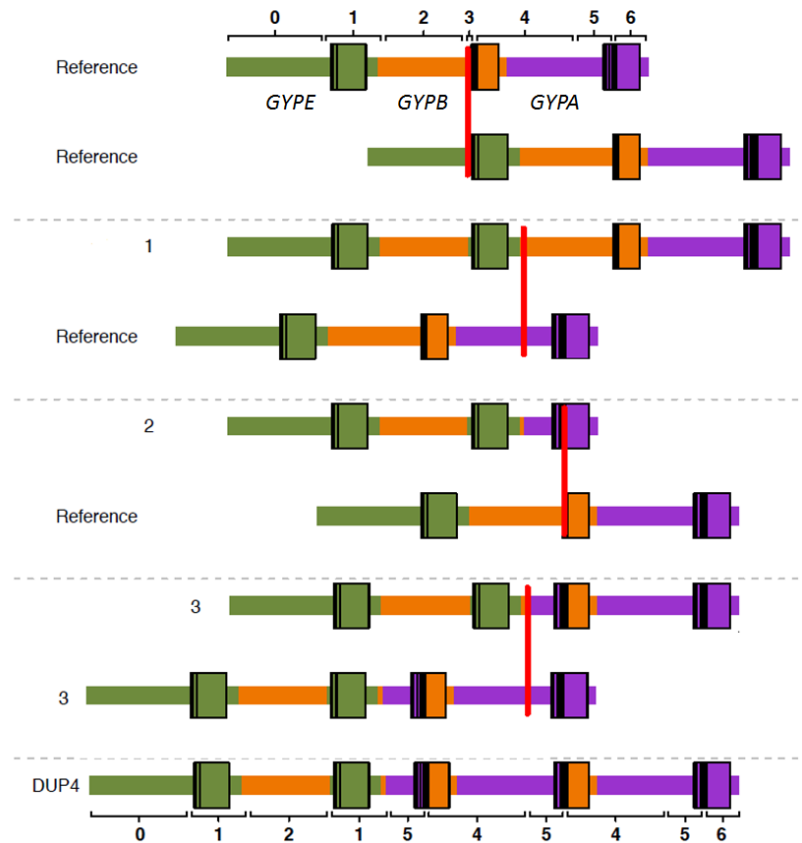 0 1 2 3 4 5 6
Reference
GYPE GYPB GYPA
Reference
1
Reference
2
Reference
3
3
DUP4
0 1 2 1 5 4 5 4 5 6